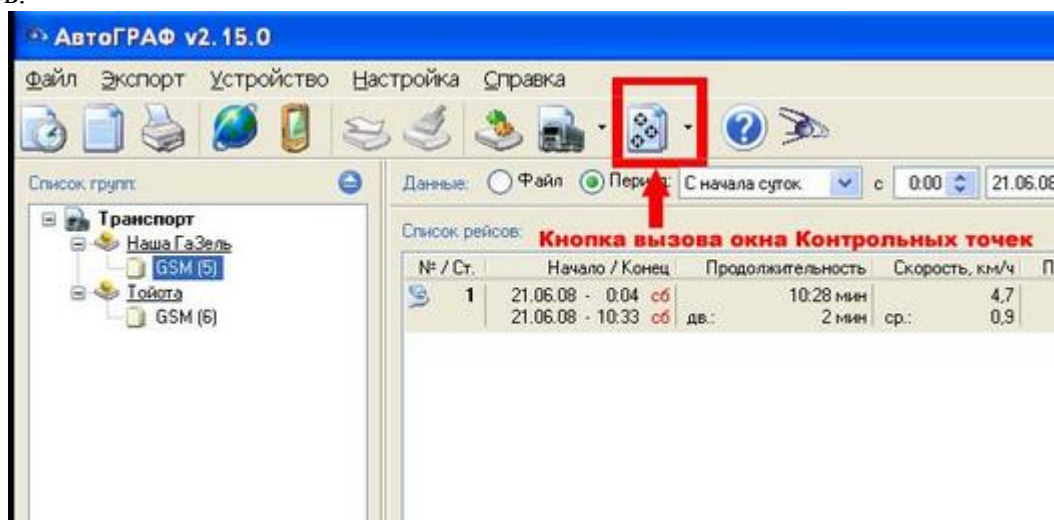 в.
АвтоГРАФ v2.15.0
Файл Экспорт Устройство Настройка Справка
Список групп:
Данные: Файл Период: С начала суток с 0:00 21.06.08
Транспорт
Наша ГаЗель
GSM (5)
Тойота
GSM (6)
Список рейсов:
Кнопка вызова окна Контрольных точек
№ / Ст. Начало / Конец Продолжительность Скорость, км/ч П
1 21.06.08 - 0:04 сб 10:28 мин 4,7
21.06.08 - 10:33 сб дв.: 2 мин ср.: 0,9